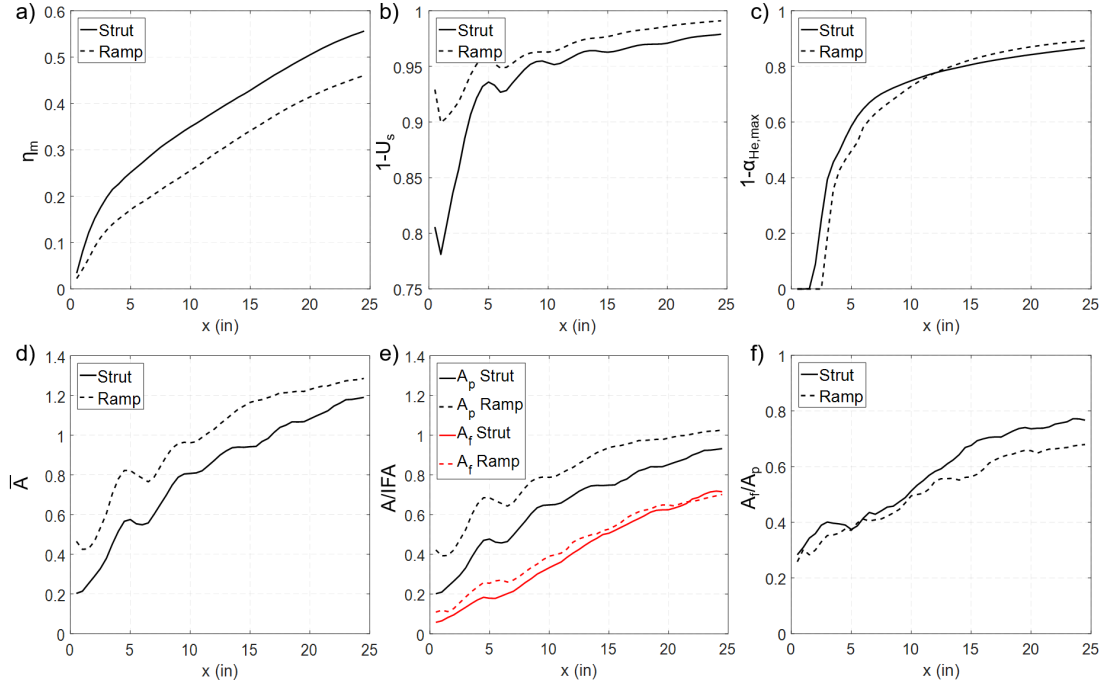 a)
Strut
Ramp
0.6
0.5
0.4
0.3
0.2
0.1
0
ηm
0 5 10 15 20 25
x (in)
b)
Strut
Ramp
1
0.95
0.9
0.85
0.8
0.75
1-Us
0 5 10 15 20 25
x (in)
c)
Strut
Ramp
1
0.8
0.6
0.4
0.2
0
1-αHe,max
0 5 10 15 20 25
x (in)
d)
Strut
Ramp
1.4
1.2
1
0.8
0.6
0.4
0.2
0
A̅
0 5 10 15 20 25
x (in)
e)
Ap Strut
Ap Ramp
Af Strut
Af Ramp
1.4
1.2
1
0.8
0.6
0.4
0.2
0
A/IFA
0 5 10 15 20 25
x (in)
f)
Strut
Ramp
1
0.8
0.6
0.4
0.2
0
Af/Ap
0 5 10 15 20 25
x (in)